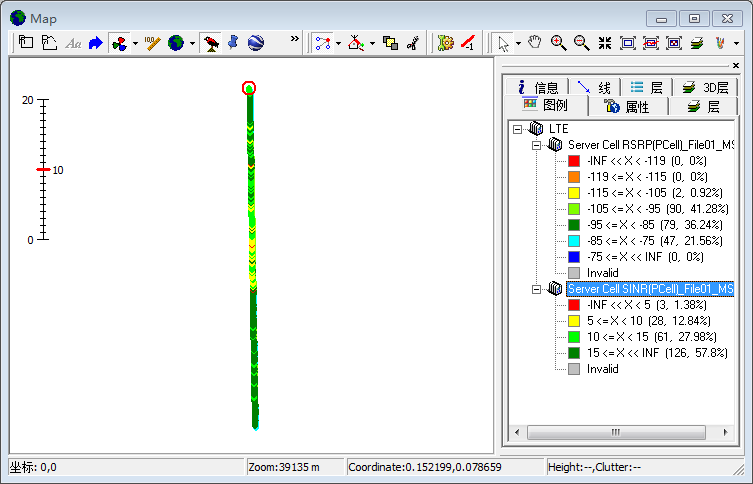 Map
Aa
»
信息 线 层 3D层
图例 属性 层
20
10
0
LTE
Server Cell RSRP(PCell)_File01_MS
-INF << X < -119 (0, 0%)
-119 <= X < -115 (0, 0%)
-115 <= X < -105 (2, 0.92%)
-105 <= X < -95 (90, 41.28%)
-95 <= X < -85 (79, 36.24%)
-85 <= X < -75 (47, 21.56%)
-75 <= X << INF (0, 0%)
Invalid
Server Cell SINR(PCell)_File01_MS
-INF << X < 5 (3, 1.38%)
5 <= X < 10 (28, 12.84%)
10 <= X < 15 (61, 27.98%)
15 <= X << INF (126, 57.8%)
Invalid
坐标: 0,0 Zoom:39135 m Coordinate:0.152199,0.078659 Height:--,Clutter:--